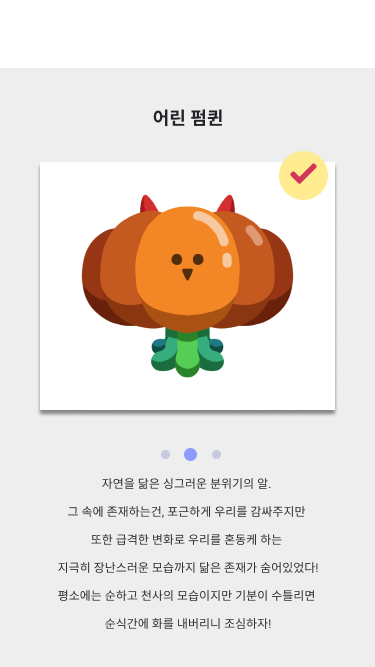 어린 펌퀸
자연을 닮은 싱그러운 분위기의 알.
그 속에 존재하는건, 포근하게 우리를 감싸주지만
또한 급격한 변화로 우리를 혼동케 하는
지극히 장난스러운 모습까지 닮은 존재가 숨어있었다!
평소에는 순하고 천사의 모습이지만 기분이 수틀리면
순식간에 화를 내버리니 조심하자!